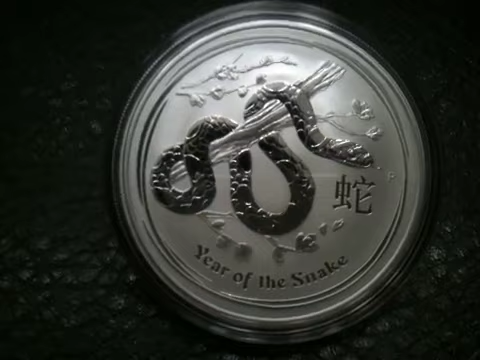 蛇
Year of the Snake